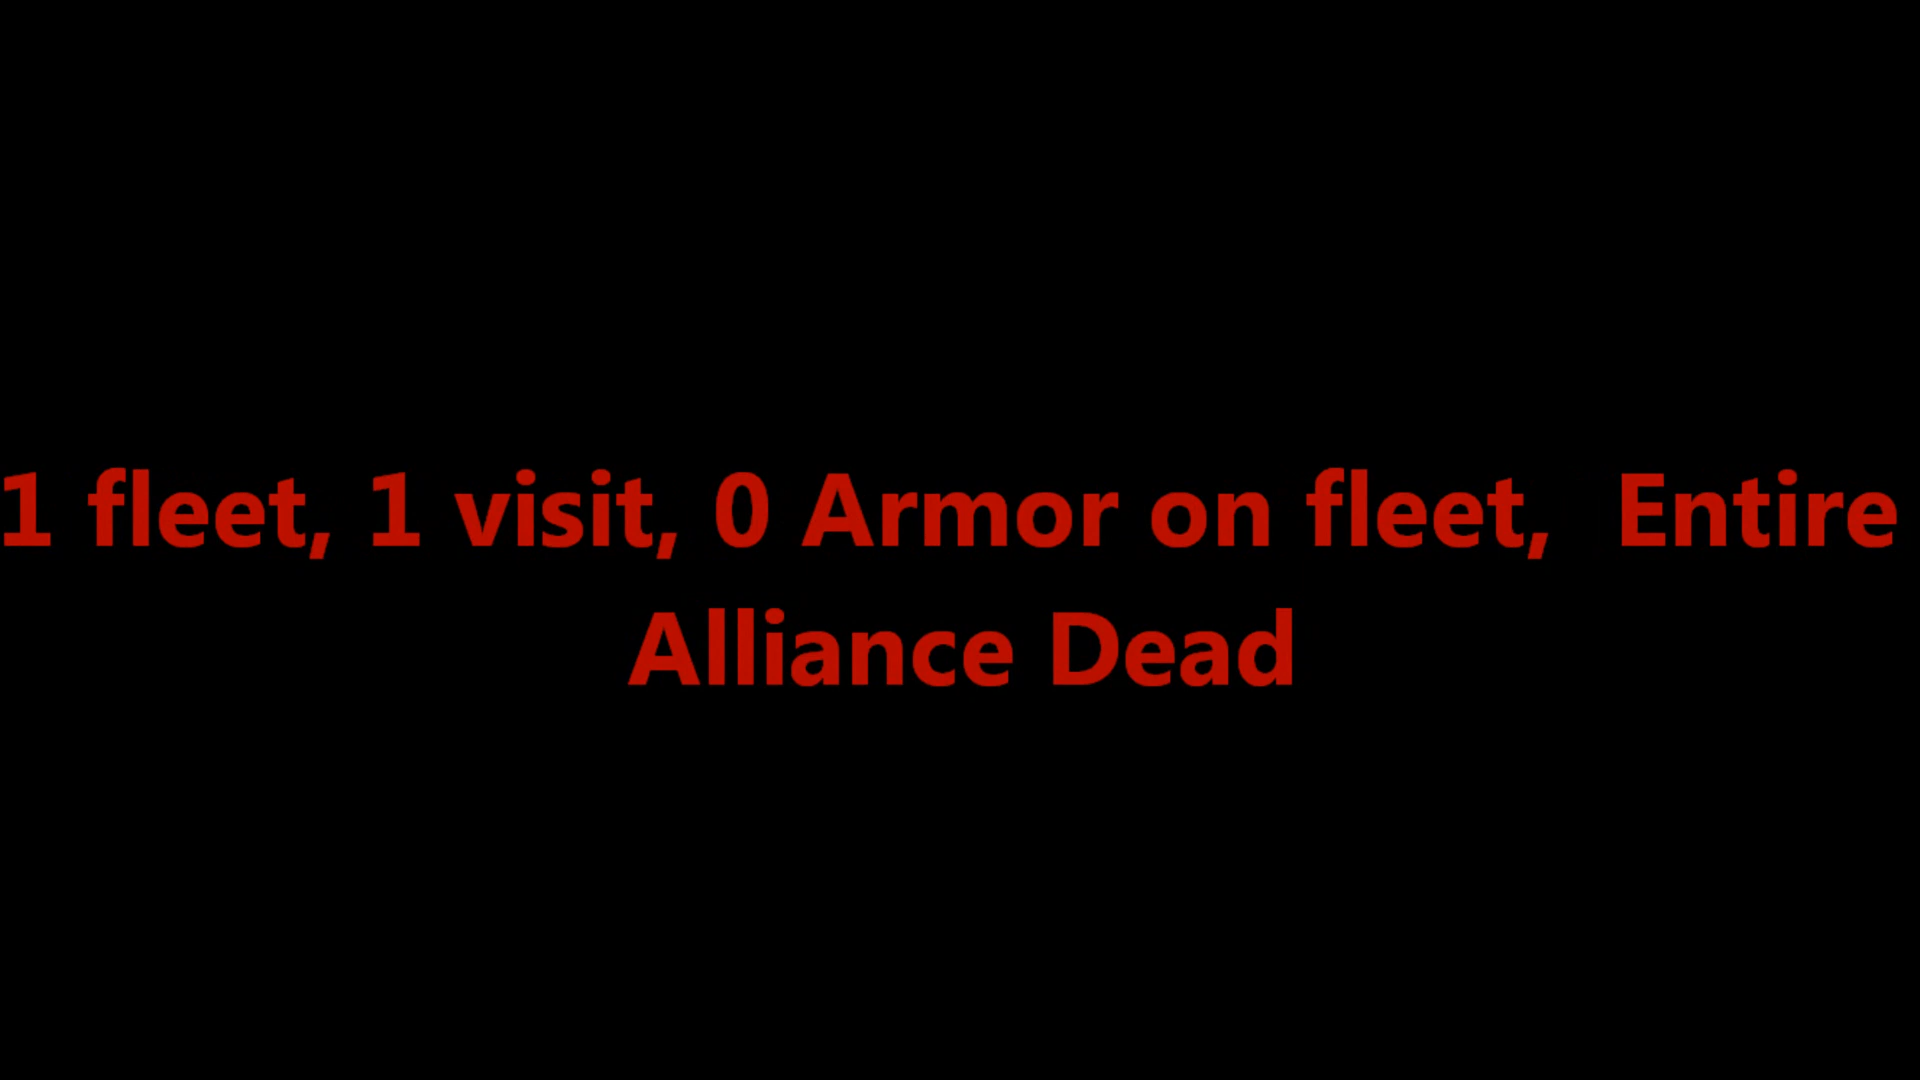 1 fleet, 1 visit, 0 Armor on fleet,  Entire
Alliance Dead